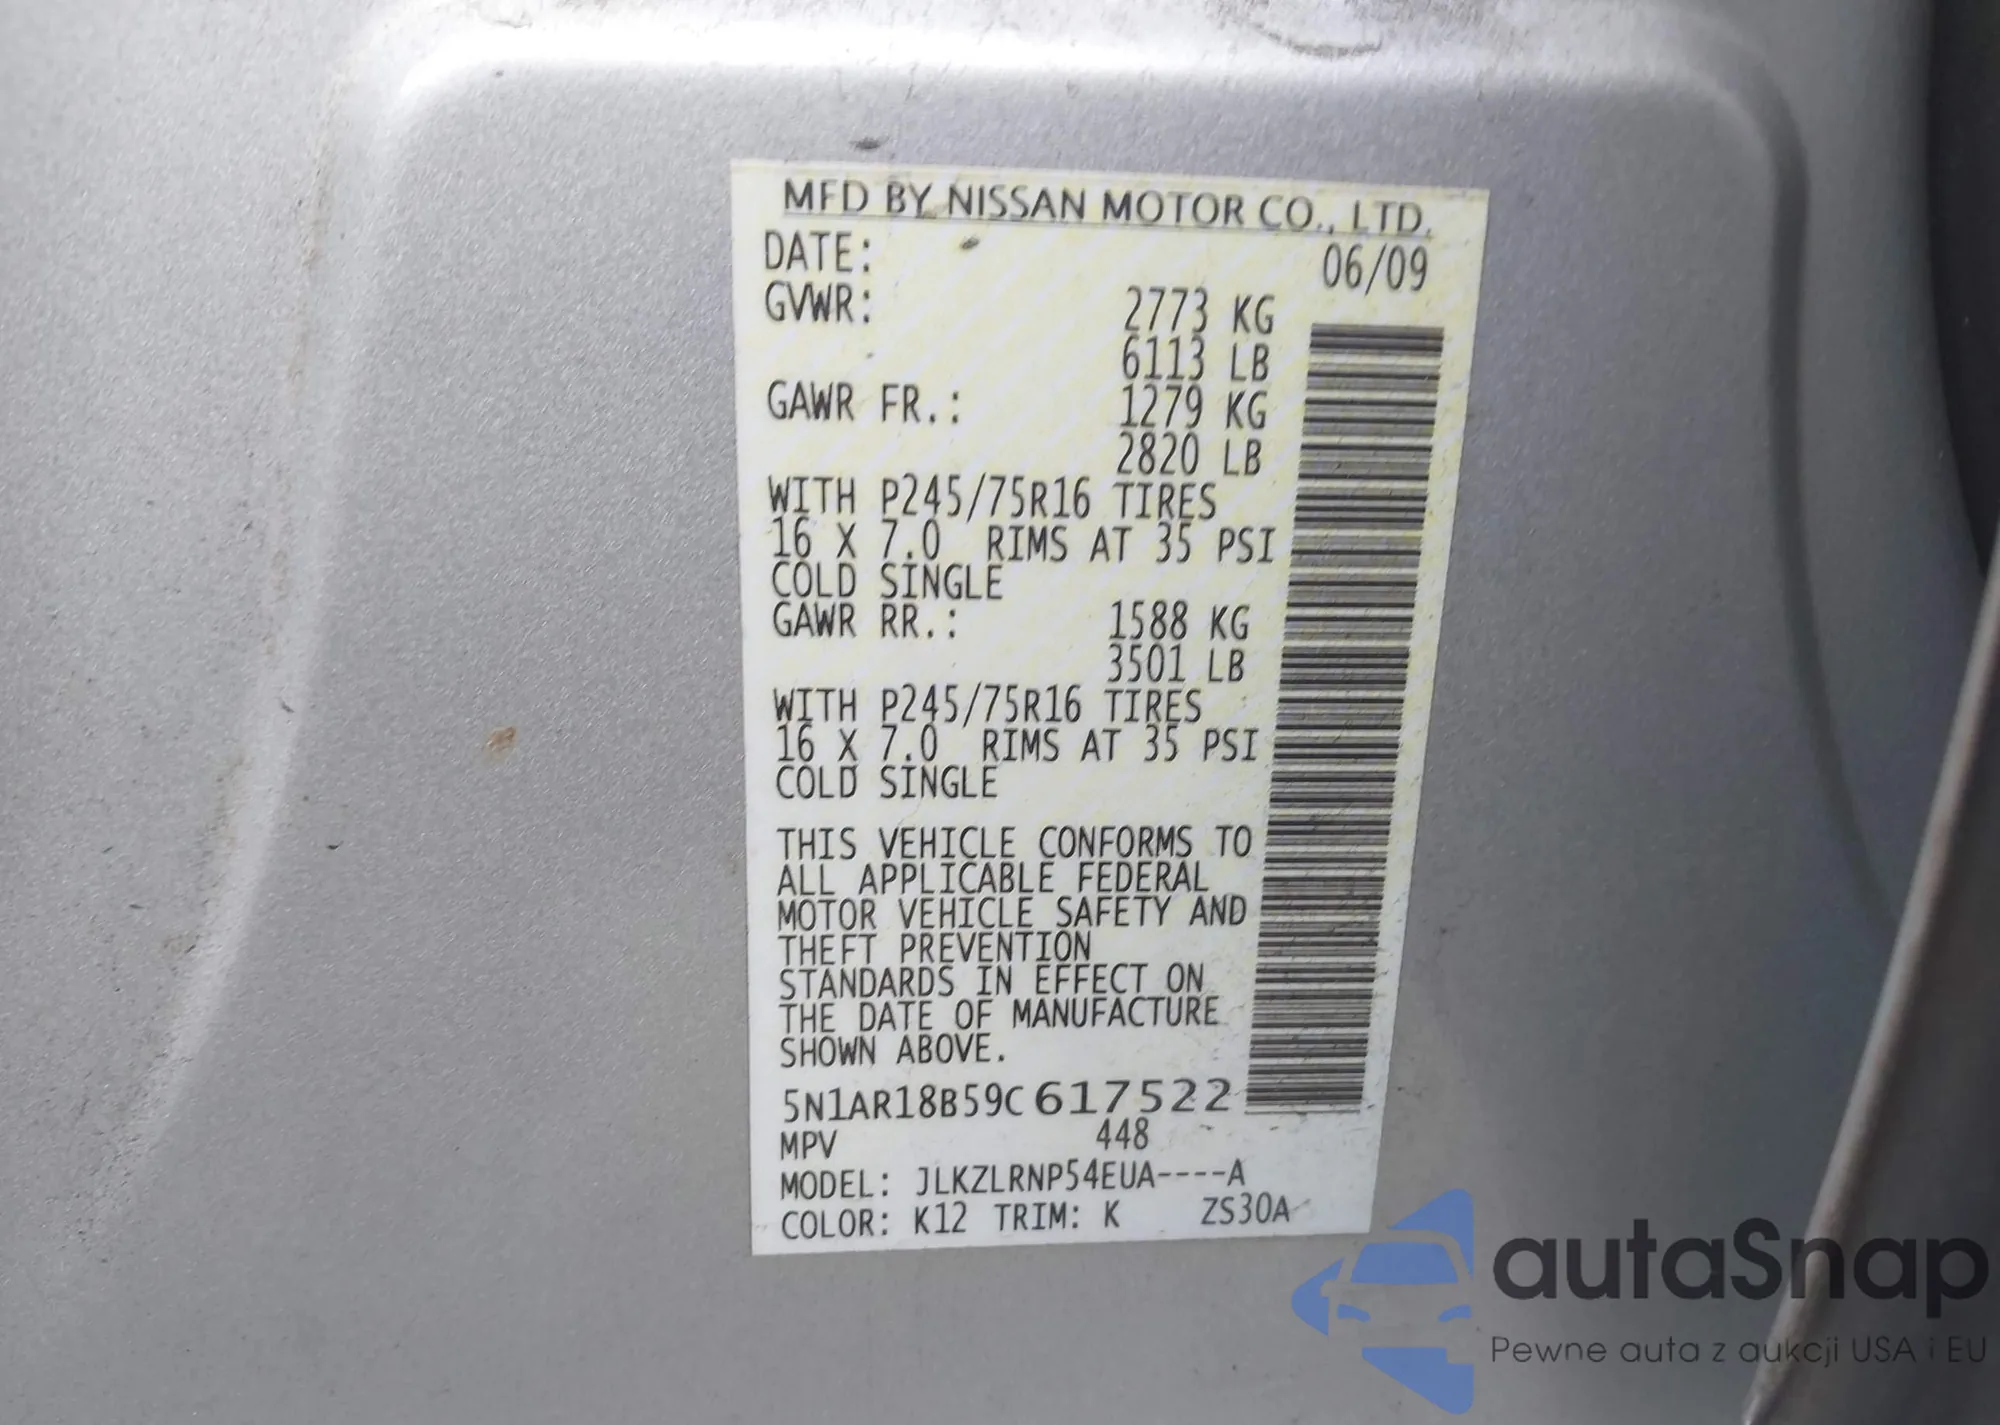 MFD BY NISSAN MOTOR CO., LTD.
DATE: 06/09
GVWR: 2773 KG
6113 LB
GAWR FR.: 1279 KG
2820 LB
WITH P245/75R16 TIRES
16 X 7.0 RIMS AT 35 PSI
COLD SINGLE
GAWR RR.: 1588 KG
3501 LB
WITH P245/75R16 TIRES
16 X 7.0 RIMS AT 35 PSI
COLD SINGLE
THIS VEHICLE CONFORMS TO
ALL APPLICABLE FEDERAL
MOTOR VEHICLE SAFETY AND
THEFT PREVENTION
STANDARDS IN EFFECT ON
THE DATE OF MANUFACTURE
SHOWN ABOVE.
5N1AR18B59C617522
MPV 448
MODEL: JLKZLRNP54EUA----A
COLOR: K12 TRIM: K ZS30A
autaSnap
Pewne auta z aukcji USA i EU